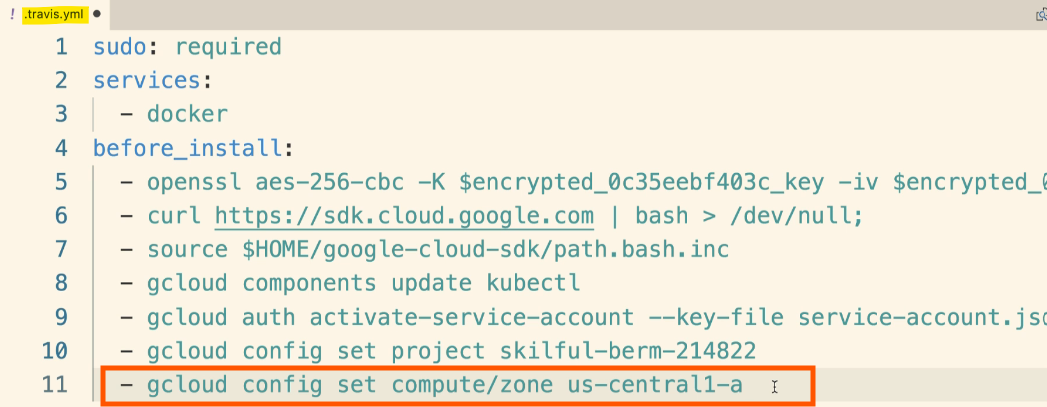 ! .travis.yml ●
1 sudo: required
2 services:
3 - docker
4 before_install:
5 - openssl aes-256-cbc -K $encrypted_0c35eebf403c_key -iv $encrypted_
6 - curl https://sdk.cloud.google.com | bash > /dev/null;
7 - source $HOME/google-cloud-sdk/path.bash.inc
8 - gcloud components update kubectl
9 - gcloud auth activate-service-account --key-file service-account.js
10 - gcloud config set project skilful-berm-214822
11 - gcloud config set compute/zone us-central1-a